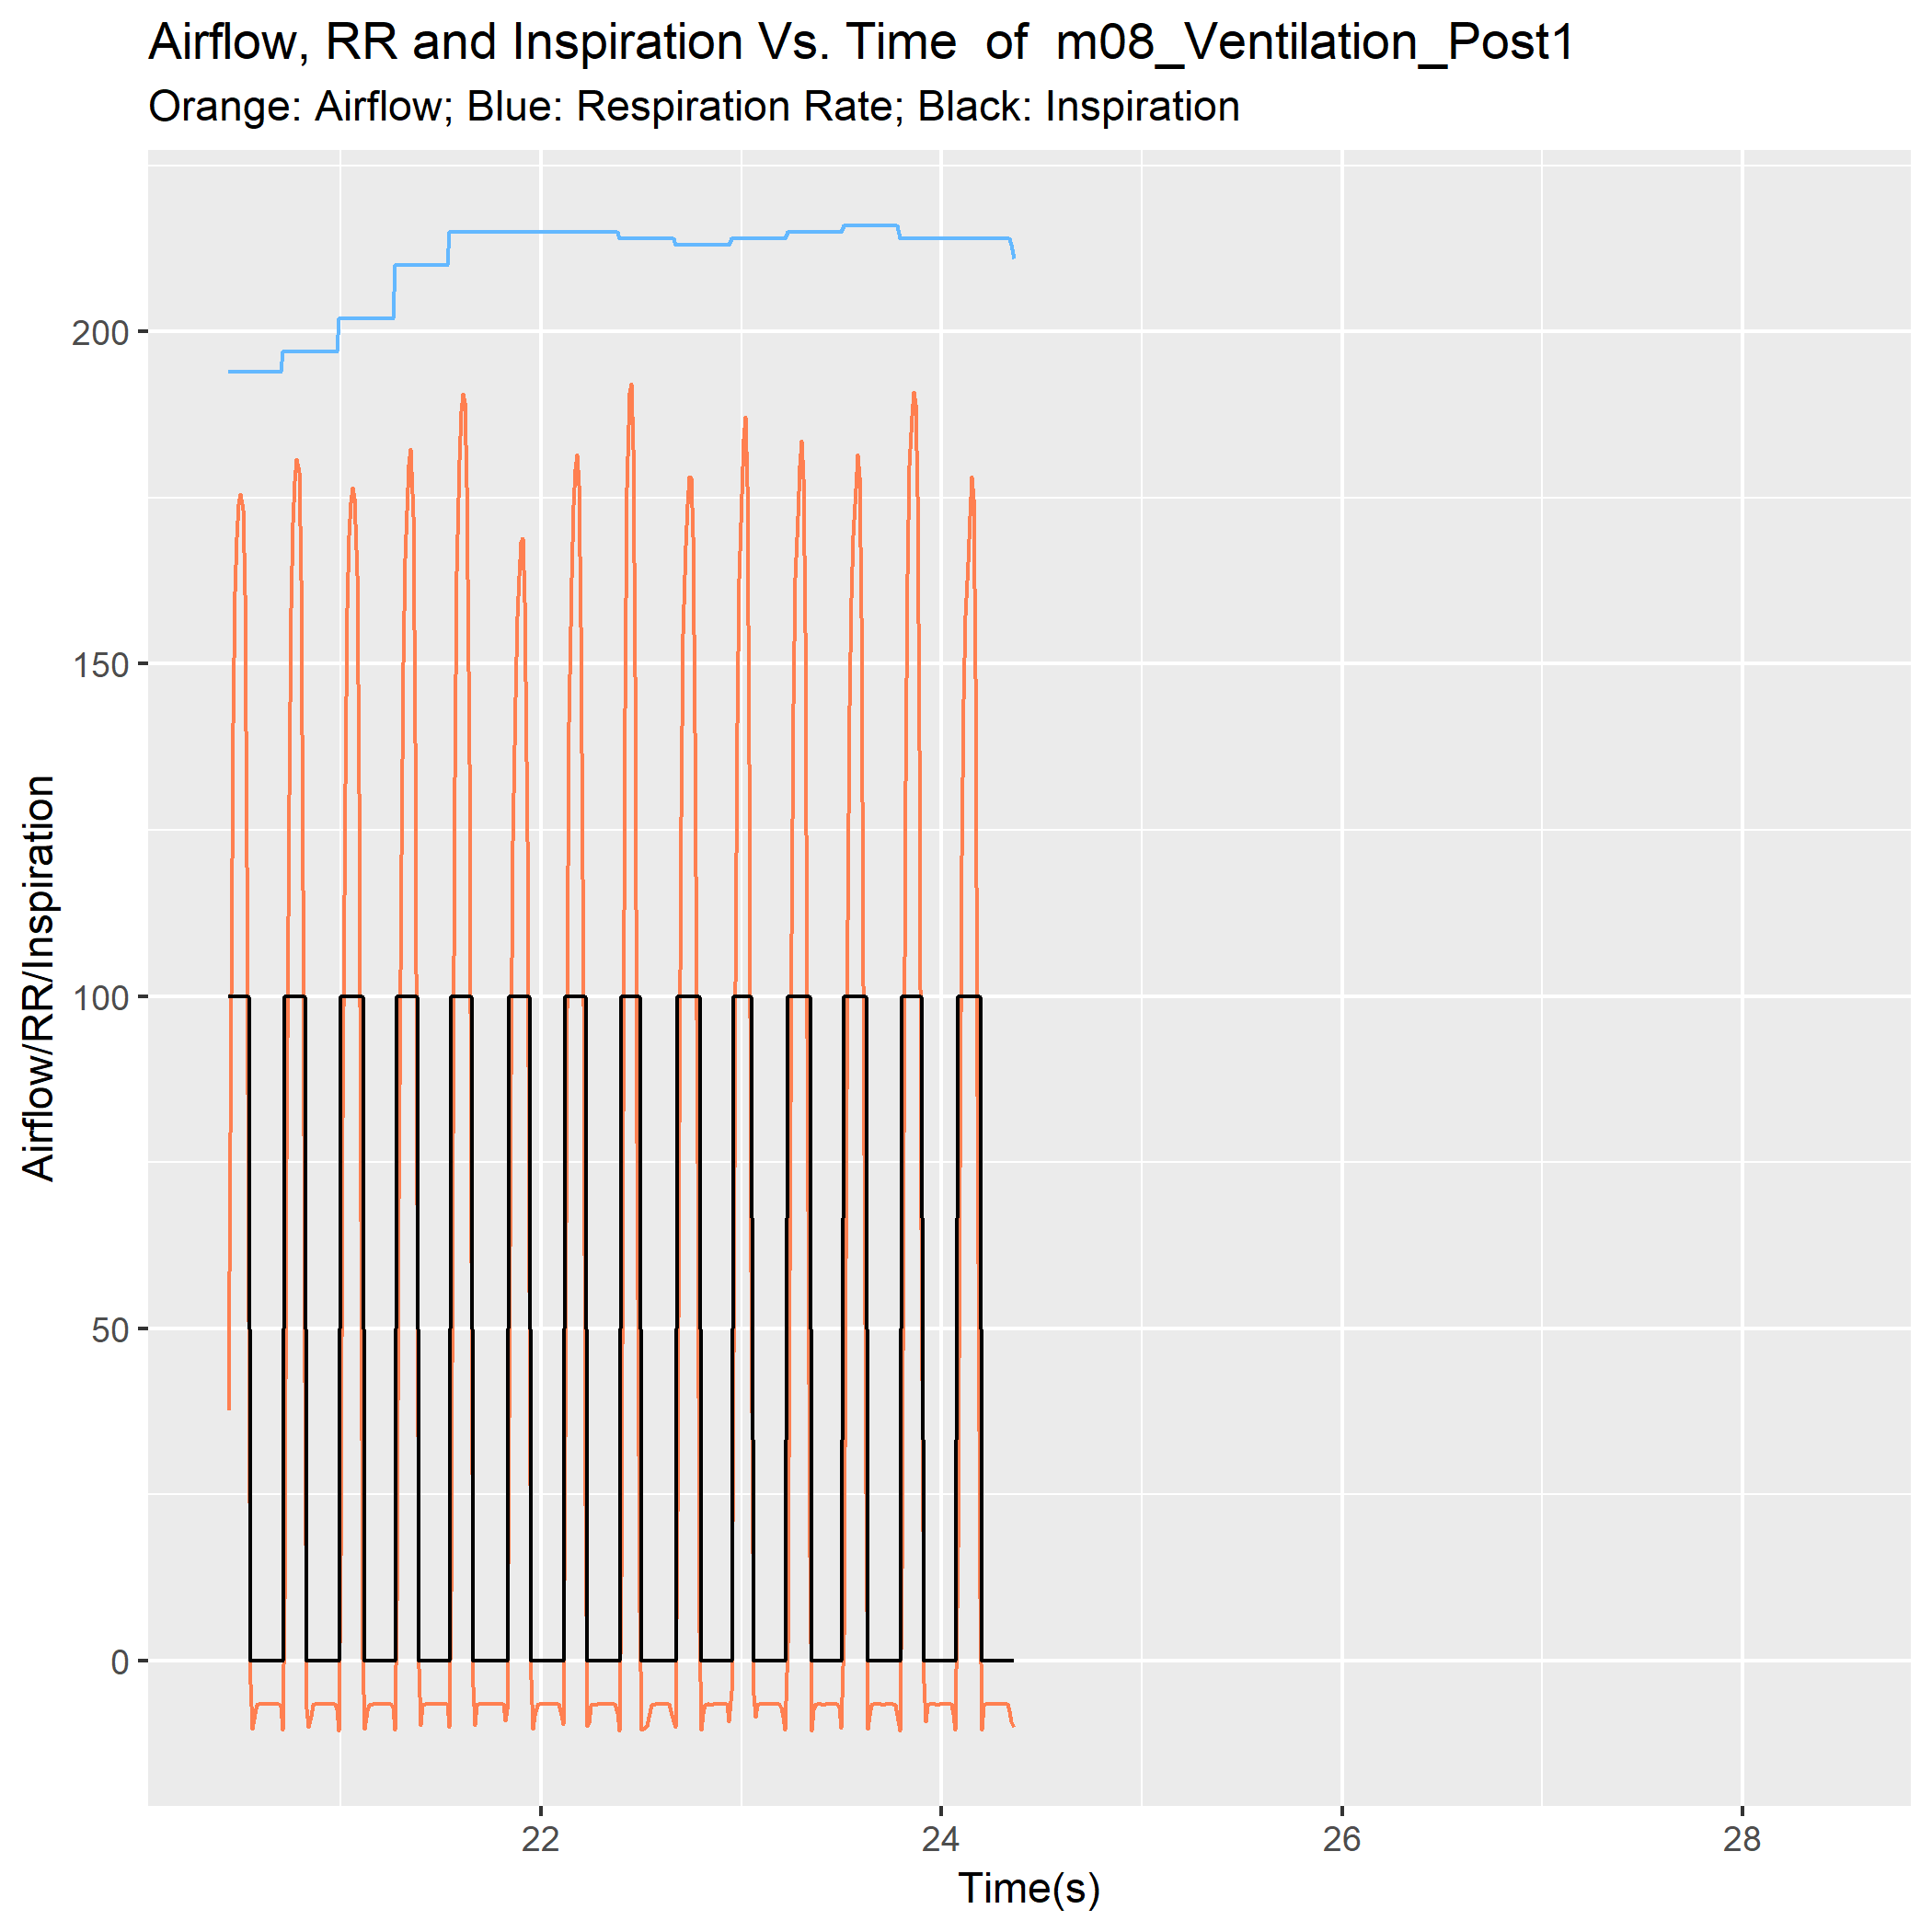 Airflow, RR and Inspiration Vs. Time  of  m08_Ventilation_Post1
Orange: Airflow; Blue: Respiration Rate; Black: Inspiration
Airflow/RR/Inspiration
200
150
100
50
0
22
24
26
28
Time(s)